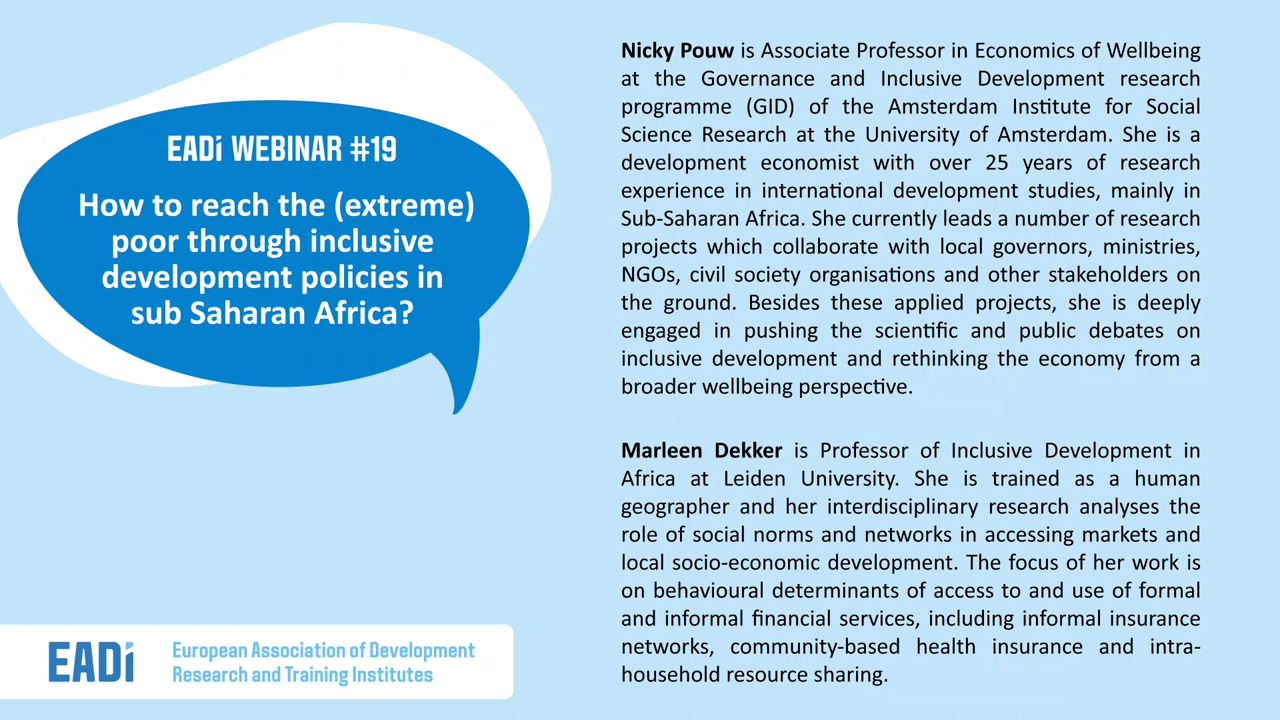 EADi WEBINAR #19
How to reach the (extreme)
poor through inclusive
development policies in
sub Saharan Africa?
Nicky Pouw is Associate Professor in Economics of Wellbeing
at the Governance and Inclusive Development research
programme (GID) of the Amsterdam Institute for Social
Science Research at the University of Amsterdam. She is a
development economist with over 25 years of research
experience in international development studies, mainly in
Sub-Saharan Africa. She currently leads a number of research
projects which collaborate with local governors, ministries,
NGOs, civil society organisations and other stakeholders on
the ground. Besides these applied projects, she is deeply
engaged in pushing the scientific and public debates on
inclusive development and rethinking the economy from a
broader wellbeing perspective.
Marleen Dekker is Professor of Inclusive Development in
Africa at Leiden University. She is trained as a human
geographer and her interdisciplinary research analyses the
role of social norms and networks in accessing markets and
local socio-economic development. The focus of her work is
on behavioural determinants of access to and use of formal
and informal financial services, including informal insurance
networks, community-based health insurance and intra-
household resource sharing.
EADi
European Association of Development
Research and Training Institutes